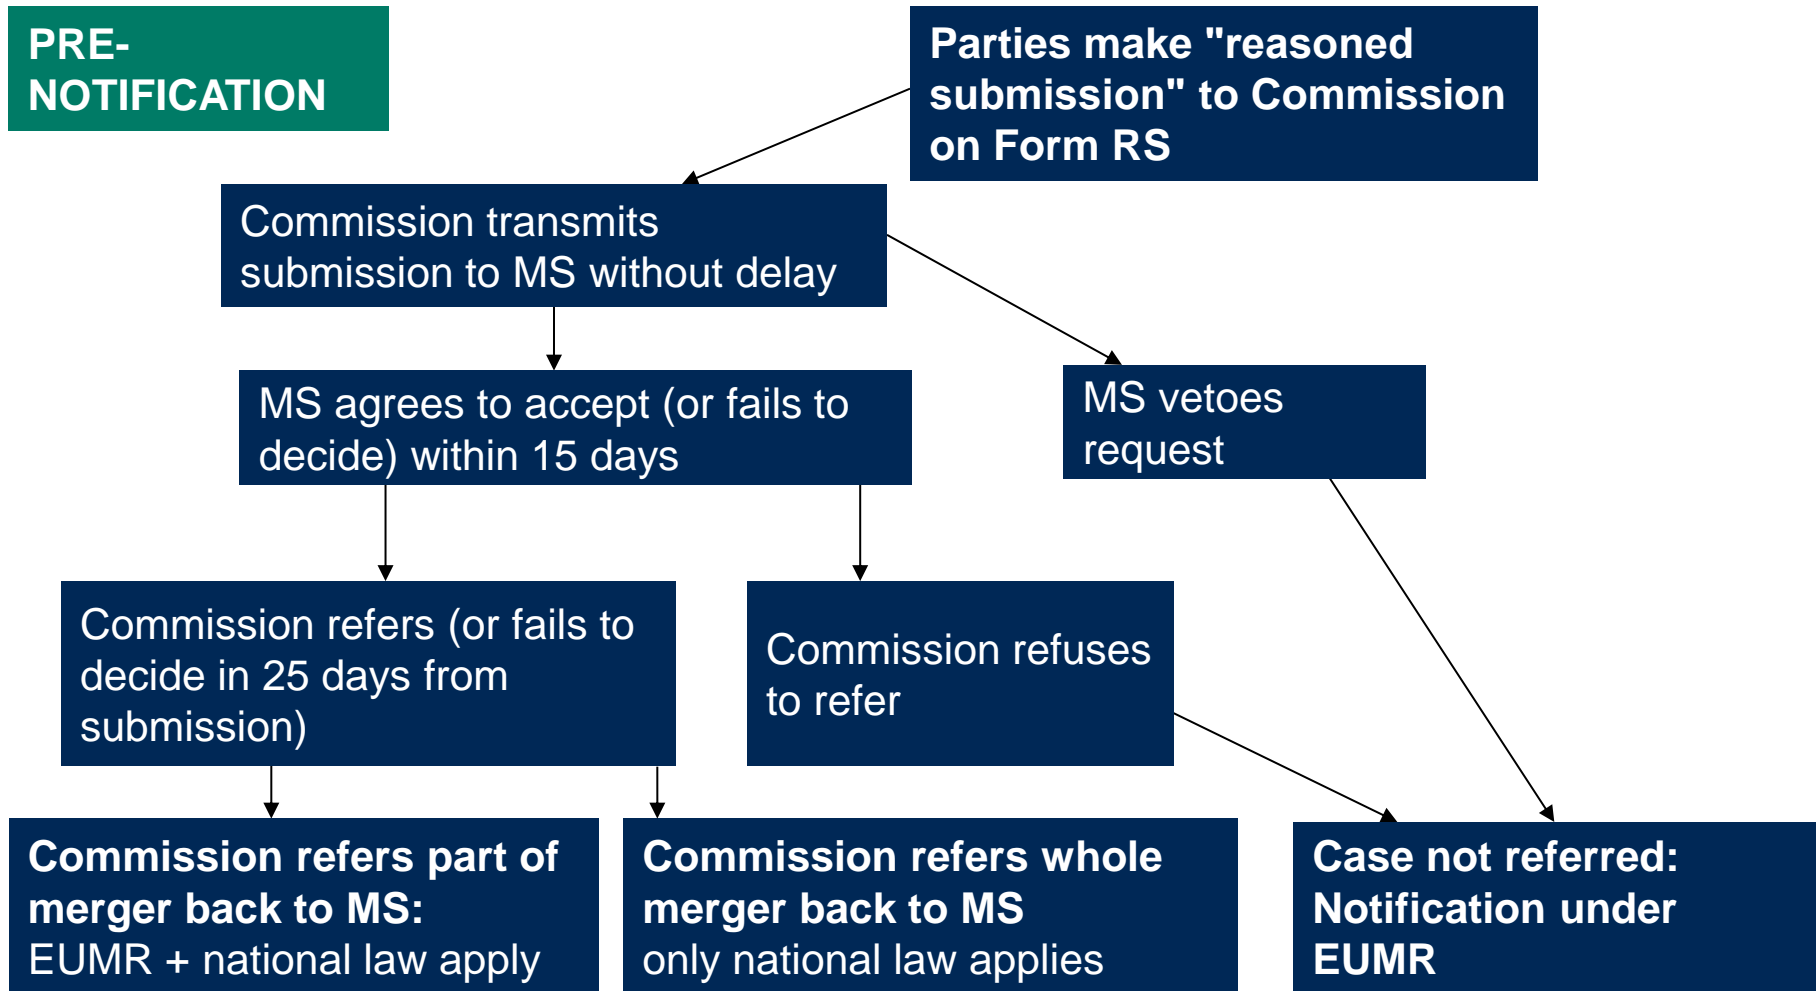 PRE-
NOTIFICATION
Parties make "reasoned
submission" to Commission
on Form RS
Commission transmits
submission to MS without delay
MS agrees to accept (or fails to
decide) within 15 days
MS vetoes
request
Commission refers (or fails to
decide in 25 days from
submission)
Commission refuses
to refer
Commission refers part of
merger back to MS:
EUMR + national law apply
Commission refers whole
merger back to MS
only national law applies
Case not referred:
Notification under
EUMR